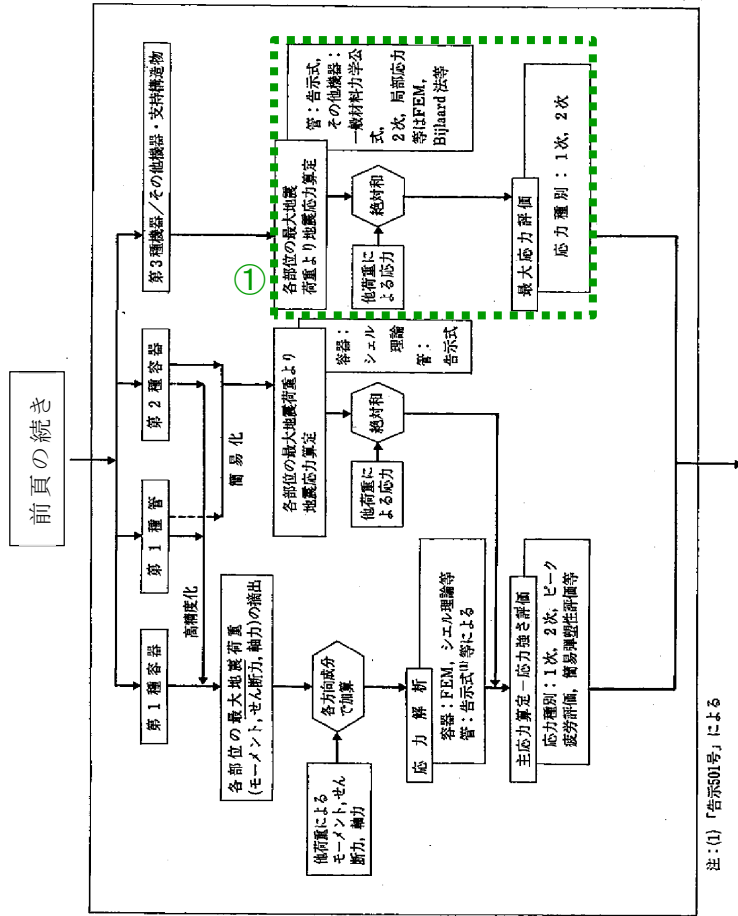 前頁の続き
第1種容器
第1種管
第2種容器
第3種機器/その他機器・支持構造物
高精度化
簡易化
各部位の最大地震荷重
(モーメント,せん断力,軸力)の摘出
他荷重による
モーメント,せん
断力,軸力
各方向成分
で加算
応力解析
容器:FEM,シエル理論等
管:告示式(1)等による
主応力算定-応力強さ評価
応力種別:1次,2次,ピーク
疲労評価,簡易弾塑性評価等
各部位の最大地震荷重より
地震応力算定
容器:
シェル
理論
管:
告示式
他荷重に
よる応力
絶対和
①
各部位の最大地震
荷重より地震応力算定
管:告示式,
その他機器:
一般材料力学公
式,
2次,局部応力
等はFEM,
Bijlaard法等
他荷重に
よる応力
絶対和
最大応力評価
応力種別:1次,2次
注:(1) 「告示501号」による